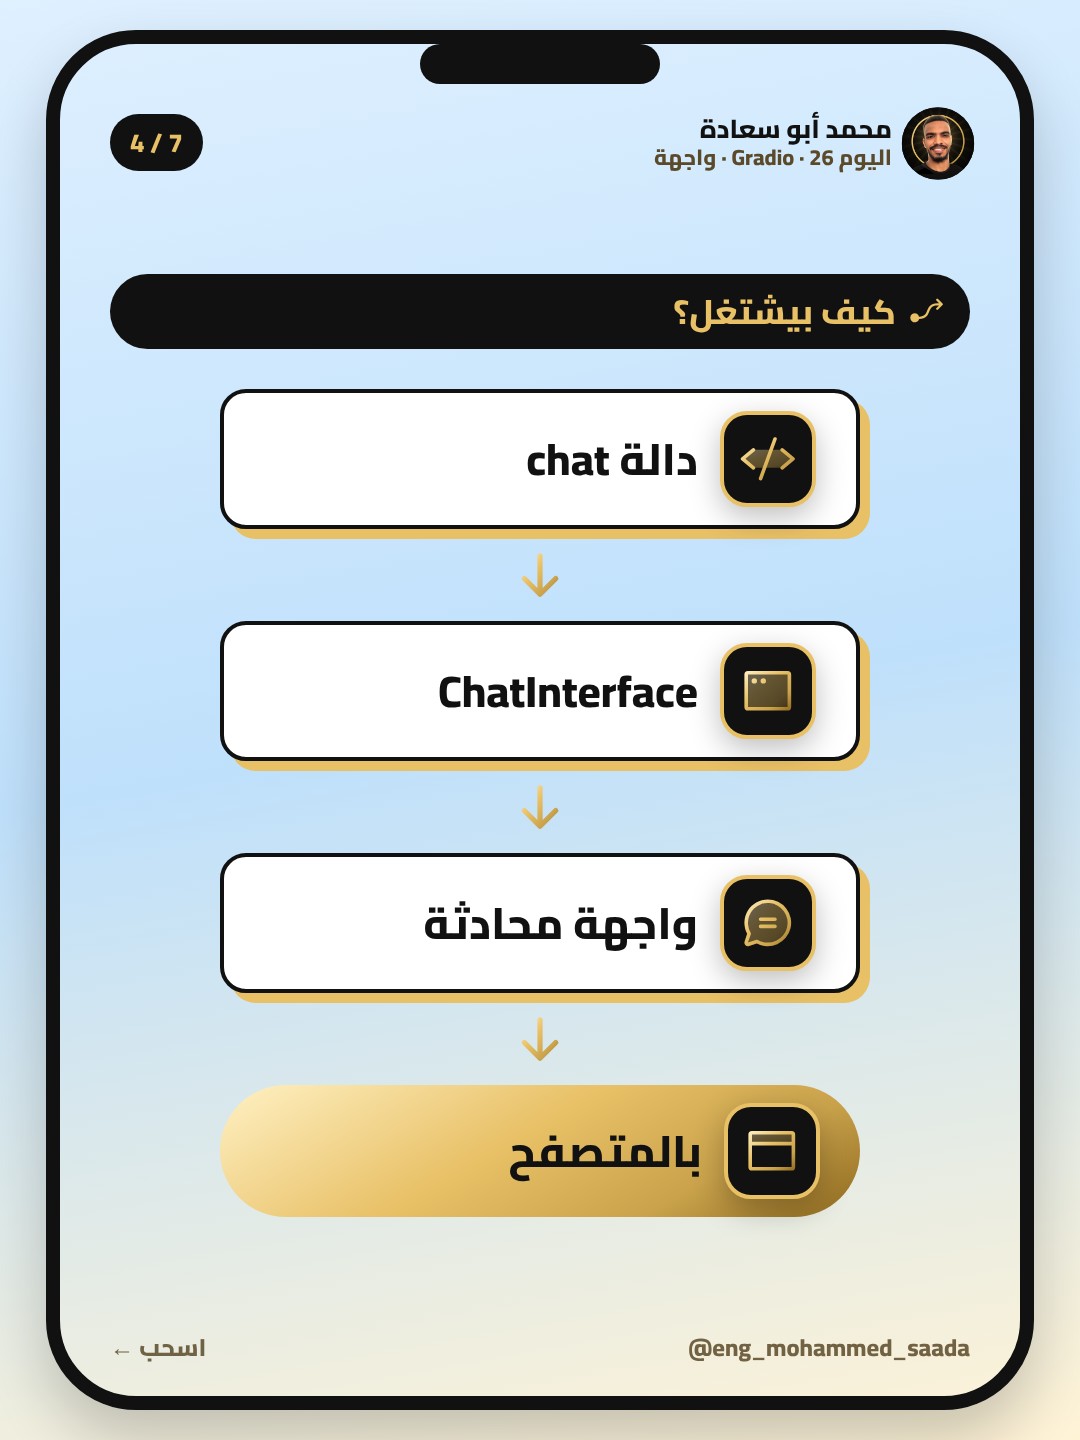 محمد أبو سعادة
اليوم 26 · Gradio · واجهة
4 / 7
كيف بيشتغل؟
دالة chat
ChatInterface
واجهة محادثة
بالمتصفح
@eng_mohammed_saada
اسحب ←